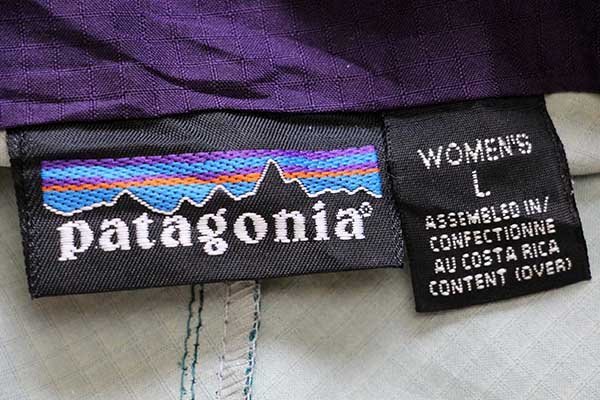 patagonia®
WOMEN'S
L
ASSEMBLED IN/
CONFECTIONNE
AU COSTA RICA
CONTENT (OVER)